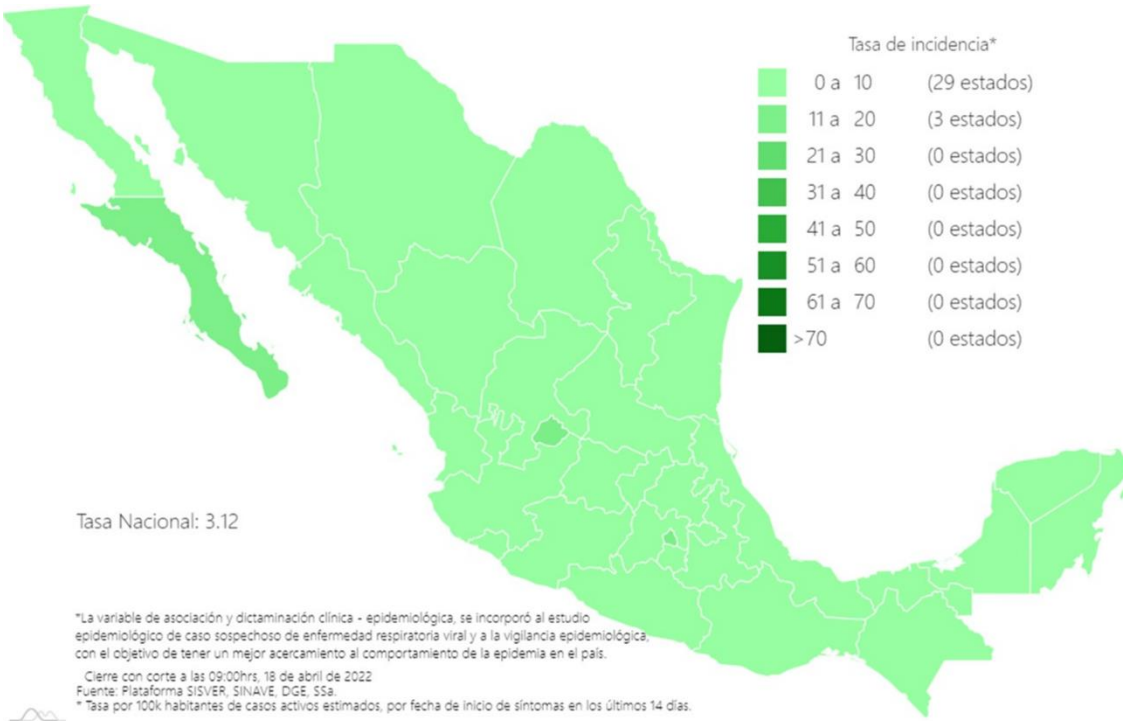 Tasa de incidencia*
0 a 10 (29 estados)
11 a 20 (3 estados)
21 a 30 (0 estados)
31 a 40 (0 estados)
41 a 50 (0 estados)
51 a 60 (0 estados)
61 a 70 (0 estados)
>70 (0 estados)
Tasa Nacional: 3.12
*La variable de asociación y dictaminación clínica - epidemiológica, se incorporó al estudio
epidemiológico de caso sospechoso de enfermedad respiratoria viral y a la vigilancia epidemiológica,
con el objetivo de tener un mejor acercamiento al comportamiento de la epidemia en el país.
Cierre con corte a las 09:00hrs, 18 de abril de 2022
Fuente: Plataforma SISVER, SINAVE, DGE, SSa.
* Tasa por 100k habitantes de casos activos estimados, por fecha de inicio de síntomas en los últimos 14 días.